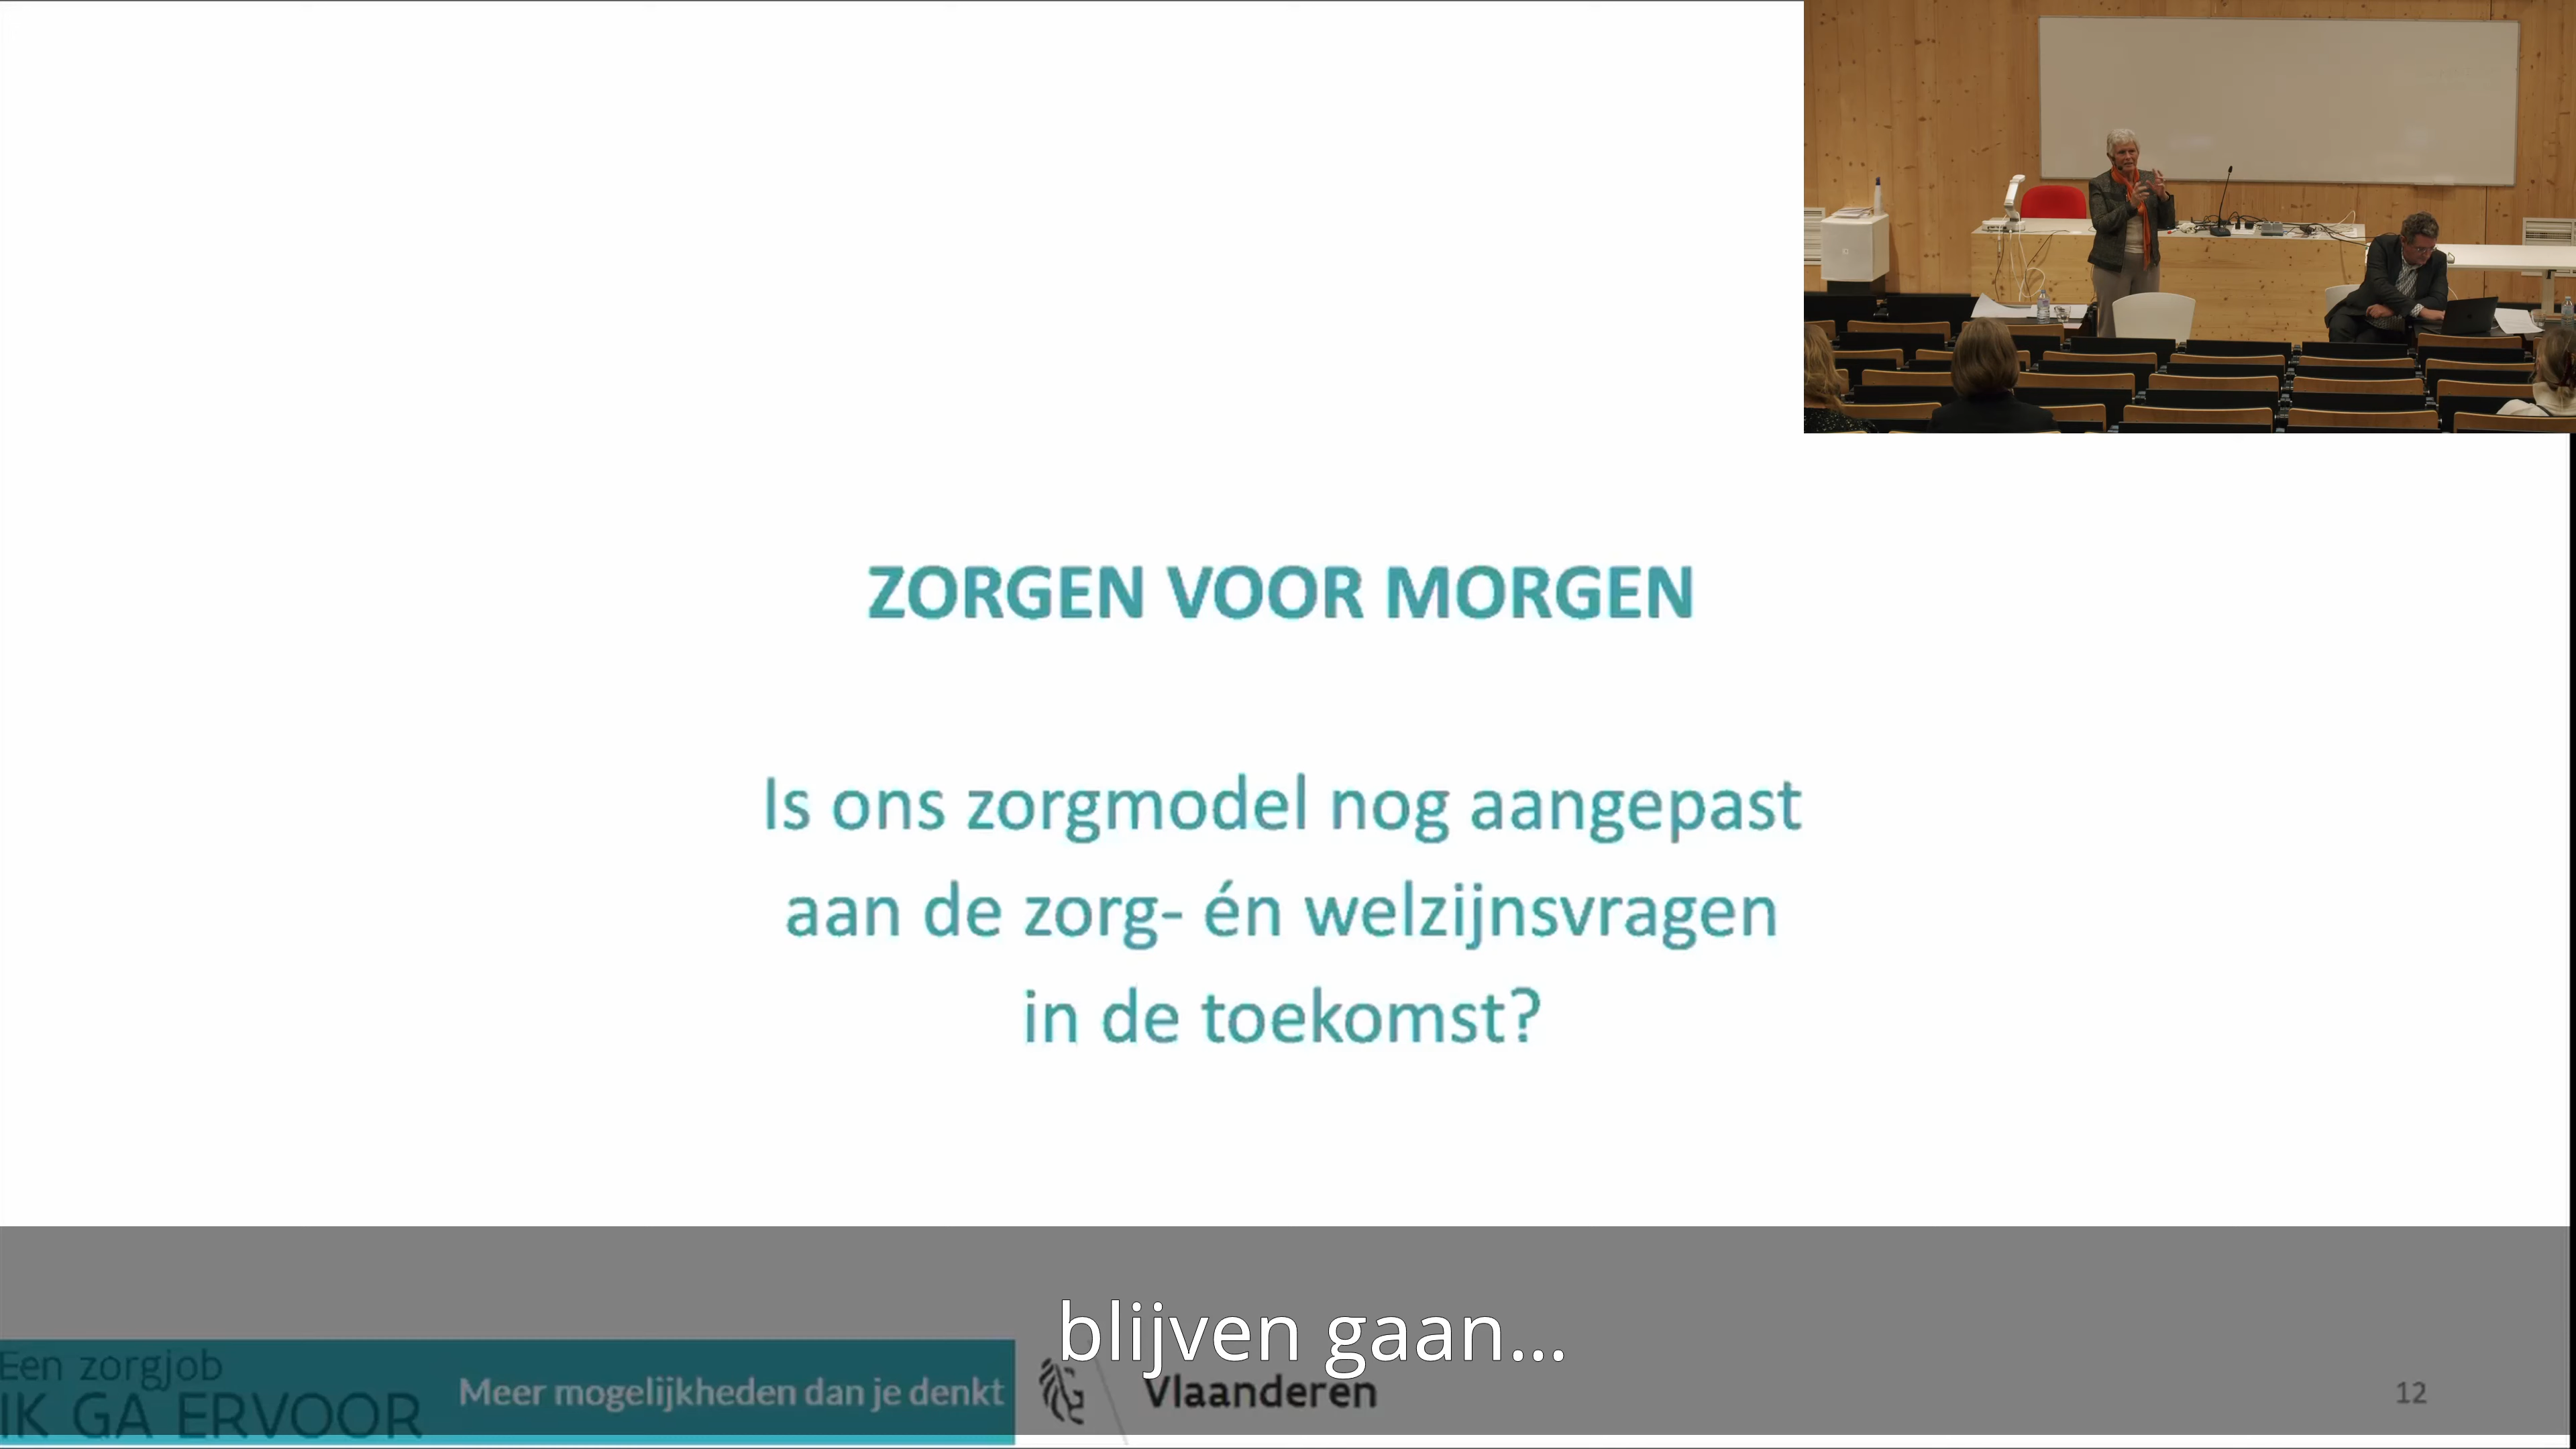 ZORGEN VOOR MORGEN
Is ons zorgmodel nog aangepast
aan de zorg- én welzijnsvragen
in de toekomst?
blijven gaan...
Een zorgjob
IK GA ERVOOR
Meer mogelijkheden dan je denkt
Vlaanderen
12